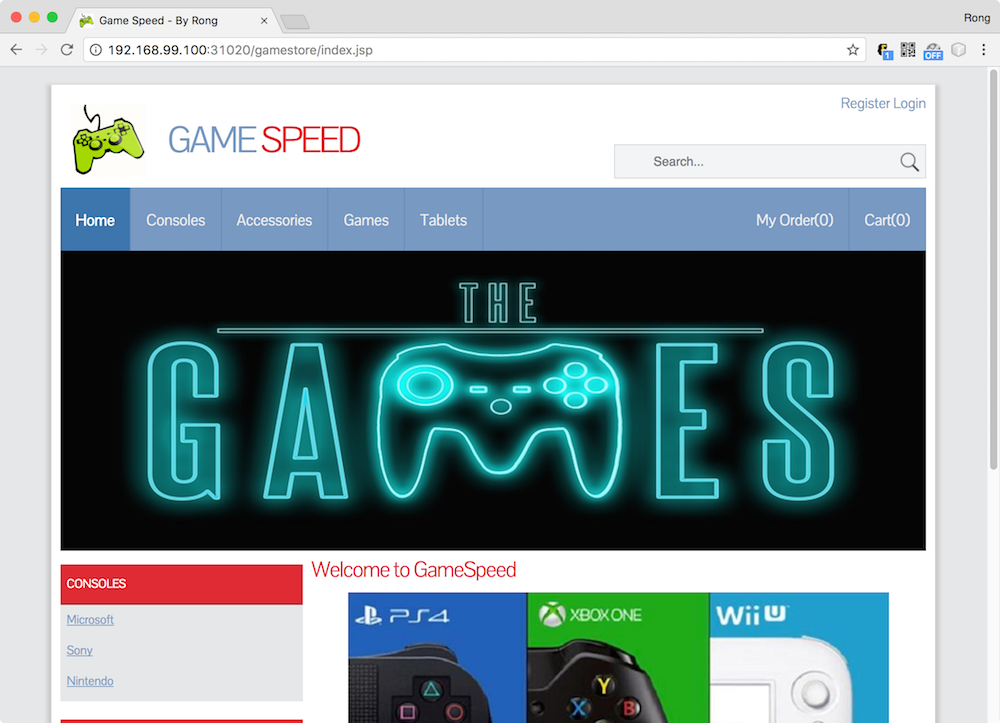 Game Speed - By Rong
Rong
192.168.99.100:31020/gamestore/index.jsp
1
OFF
Register Login
GAME SPEED
Search...
Home Consoles Accessories Games Tablets My Order(0) Cart(0)
THE
GAMES
CONSOLES
Microsoft
Sony
Nintendo
Welcome to GameSpeed
PS4 XBOX ONE Wii U
Y
X B